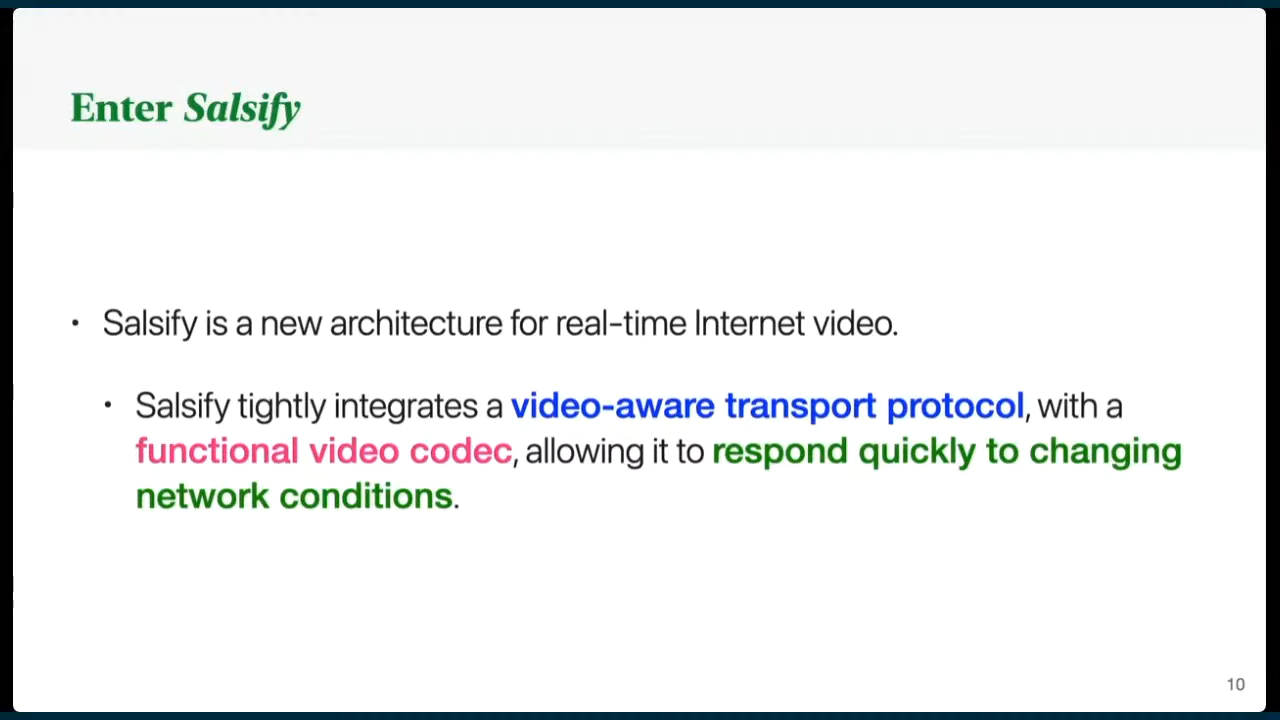 Enter Salsify
• Salsify is a new architecture for real-time Internet video.
• Salsify tightly integrates a video-aware transport protocol, with a
functional video codec, allowing it to respond quickly to changing
network conditions.
10